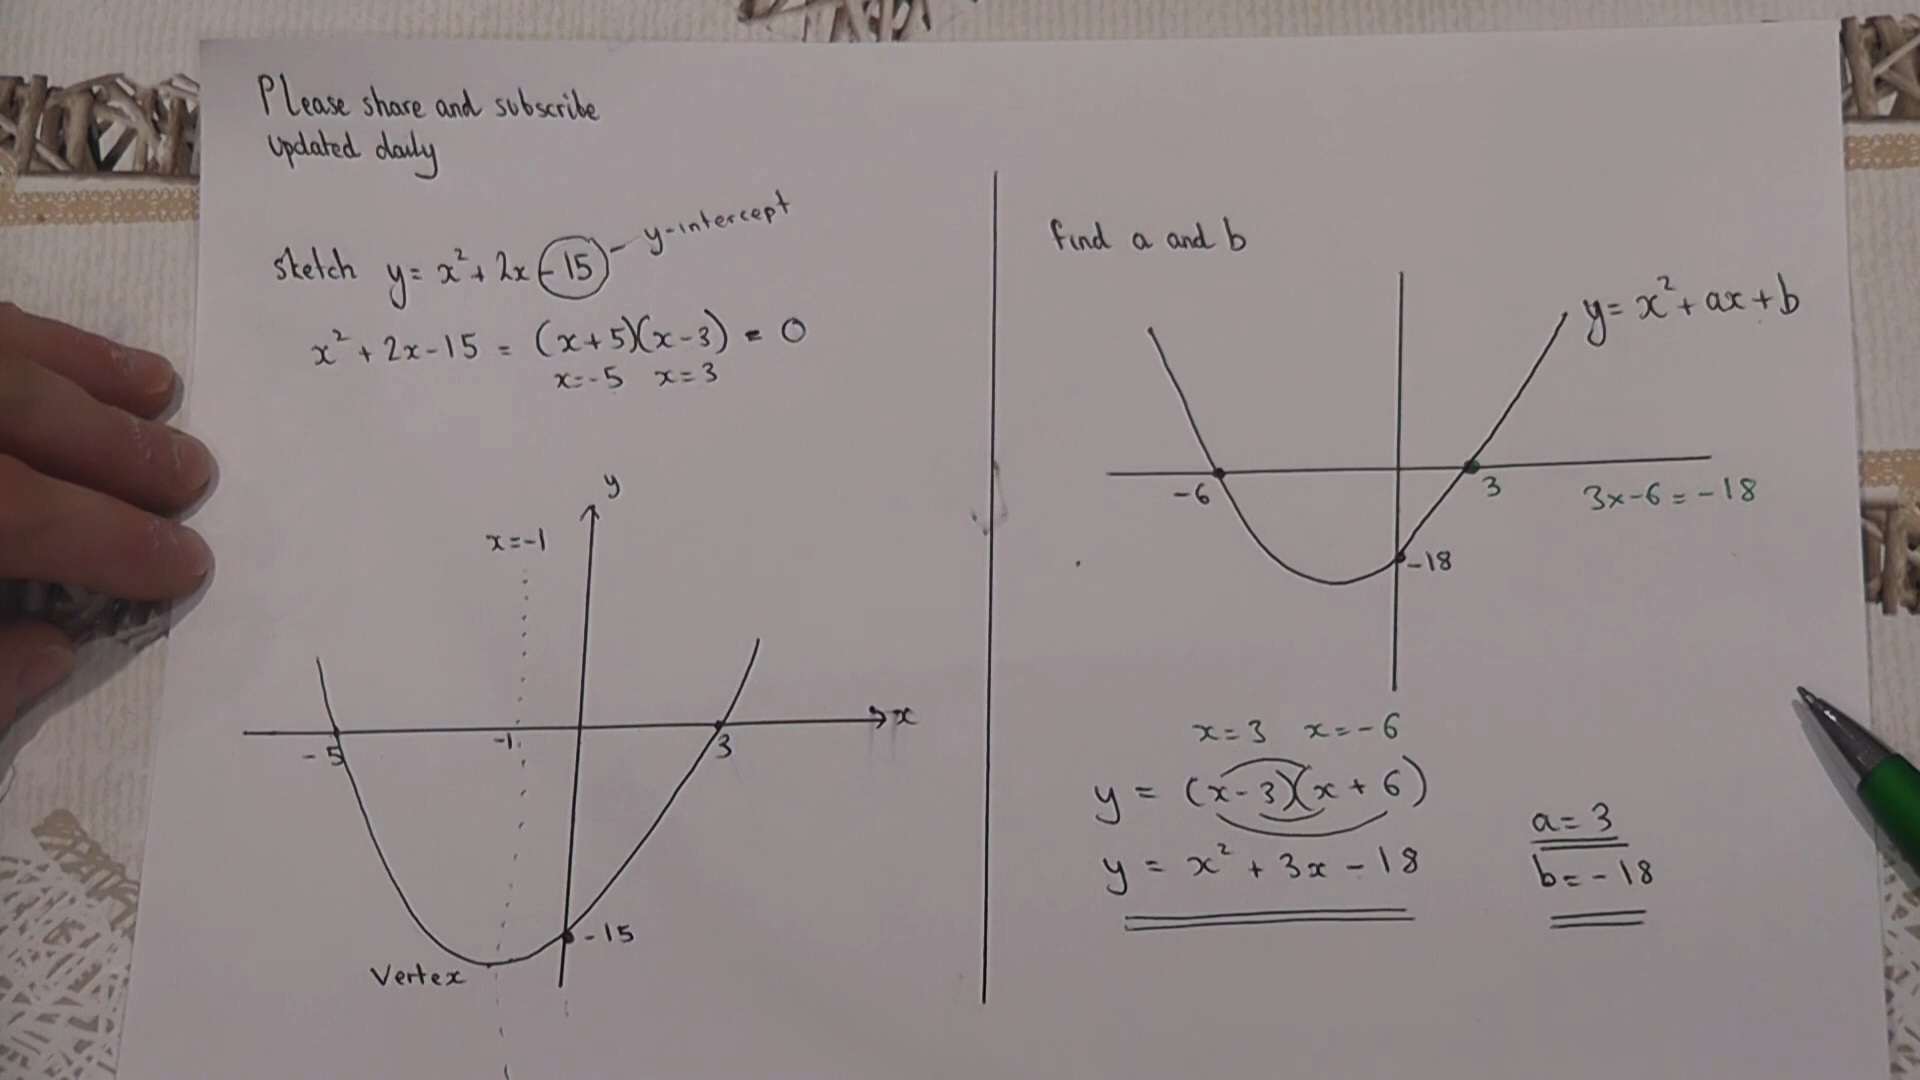 Please share and subscribe
Updated daily
sketch y = x² + 2x - 15 - y-intercept
x² + 2x - 15 = (x+5)(x-3) = 0
x = -5 x = 3
y
x = -1
x
-5
-1
3
-15
Vertex
find a and b
y = x² + ax + b
-6
3
3x-6 = -18
-18
x = 3 x = -6
y = (x - 3)(x + 6)
y = x² + 3x - 18
a = 3
b = -18